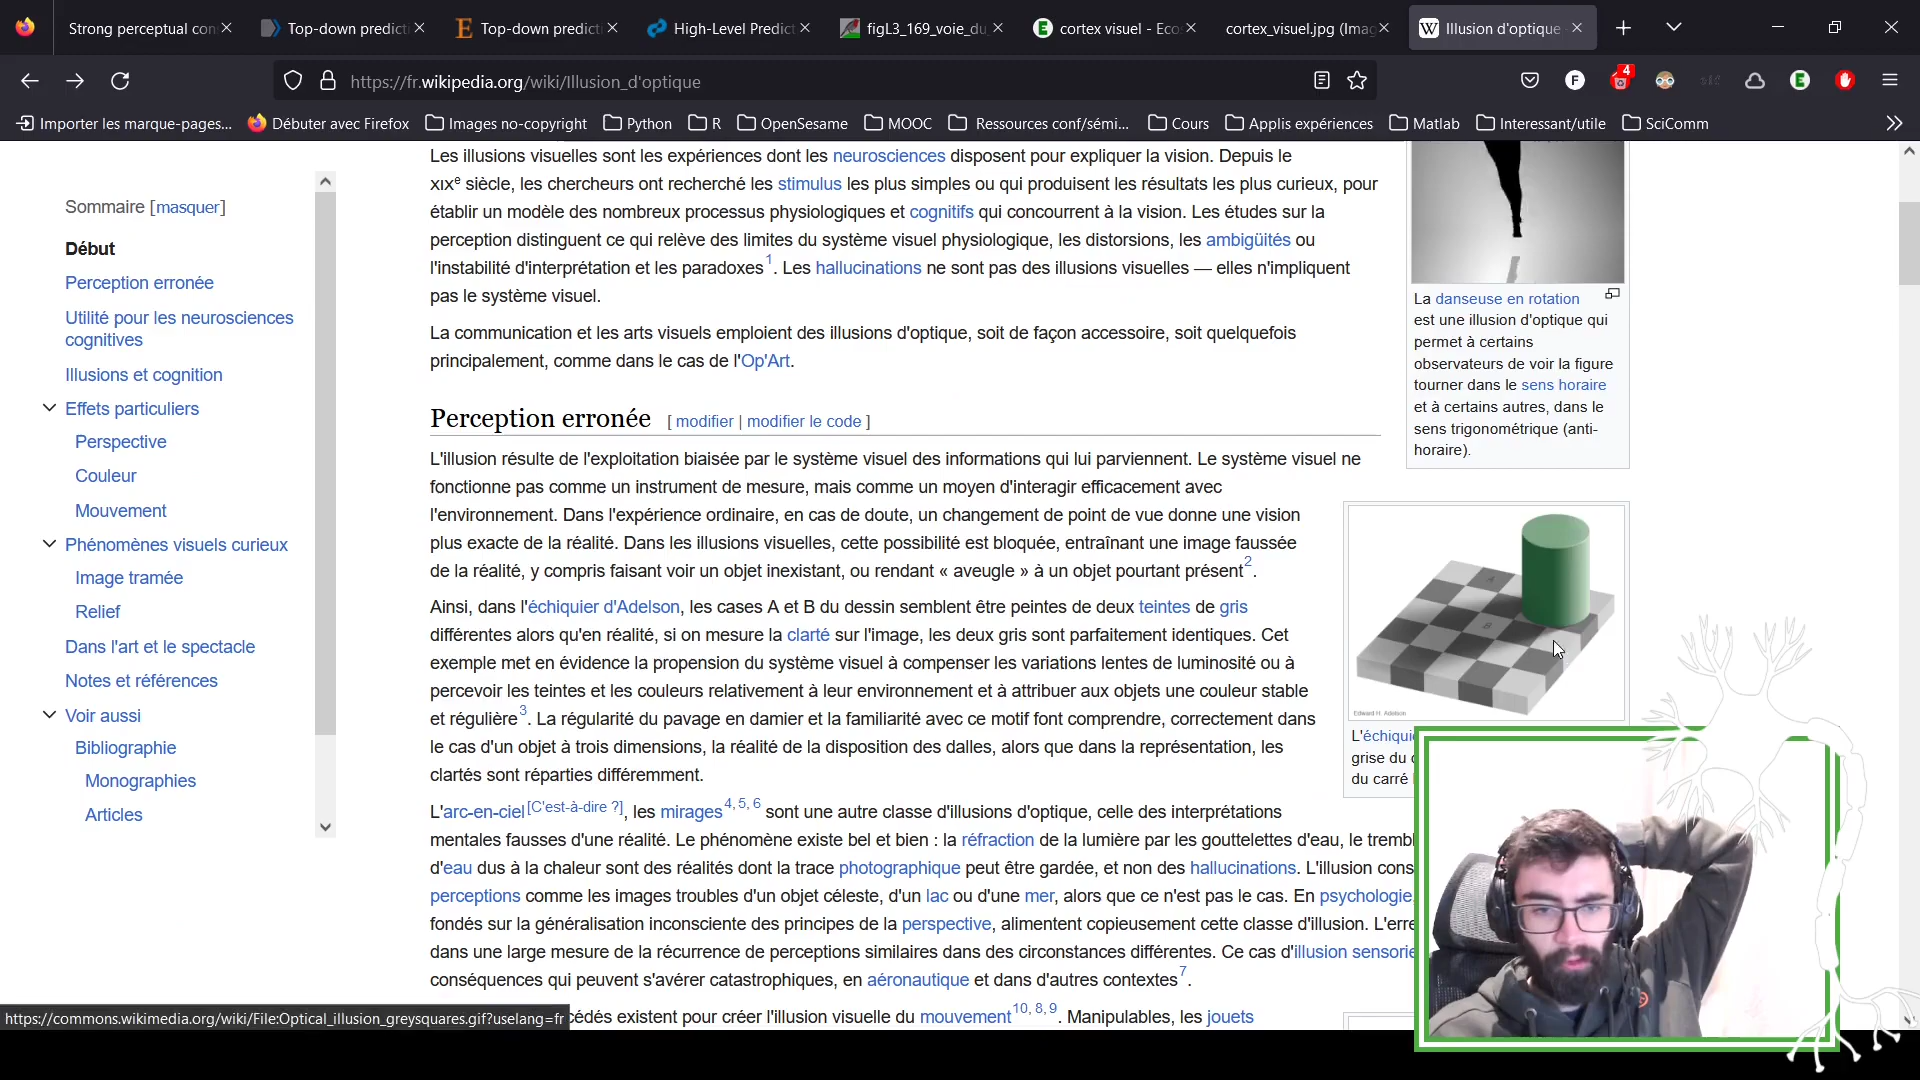 Strong perceptual con
Top-down predicti
Top-down predicti
High-Level Predict
figL3_169_voie_du
cortex visuel - Ecos
cortex_visuel.jpg (Imag
Illusion d'optique
https://fr.wikipedia.org/wiki/Illusion_d'optique
4
Importer les marque-pages...
Débuter avec Firefox
Images no-copyright
Python
R
OpenSesame
MOOC
Ressources conf/sémi...
Cours
Applis expériences
Matlab
Interessant/utile
SciComm
Sommaire [masquer]
Début
Perception erronée
Utilité pour les neurosciences
cognitives
Illusions et cognition
Effets particuliers
Perspective
Couleur
Mouvement
Phénomènes visuels curieux
Image tramée
Relief
Dans l'art et le spectacle
Notes et références
Voir aussi
Bibliographie
Monographies
Articles
Les illusions visuelles sont les expériences dont les neurosciences disposent pour expliquer la vision. Depuis le
XIXe siècle, les chercheurs ont recherché les stimulus les plus simples ou qui produisent les résultats les plus curieux, pour
établir un modèle des nombreux processus physiologiques et cognitifs qui concourrent à la vision. Les études sur la
perception distinguent ce qui relève des limites du système visuel physiologique, les distorsions, les ambigüités ou
l'instabilité d'interprétation et les paradoxes 1. Les hallucinations ne sont pas des illusions visuelles — elles n'impliquent
pas le système visuel.
La communication et les arts visuels emploient des illusions d'optique, soit de façon accessoire, soit quelquefois
principalement, comme dans le cas de l'Op'Art.
Perception erronée [ modifier | modifier le code ]
L'illusion résulte de l'exploitation biaisée par le système visuel des informations qui lui parviennent. Le système visuel ne
fonctionne pas comme un instrument de mesure, mais comme un moyen d'interagir efficacement avec
l'environnement. Dans l'expérience ordinaire, en cas de doute, un changement de point de vue donne une vision
plus exacte de la réalité. Dans les illusions visuelles, cette possibilité est bloquée, entraînant une image faussée
de la réalité, y compris faisant voir un objet inexistant, ou rendant « aveugle » à un objet pourtant présent 2.
Ainsi, dans l'échiquier d'Adelson, les cases A et B du dessin semblent être peintes de deux teintes de gris
différentes alors qu'en réalité, si on mesure la clarté sur l'image, les deux gris sont parfaitement identiques. Cet
exemple met en évidence la propension du système visuel à compenser les variations lentes de luminosité ou à
percevoir les teintes et les couleurs relativement à leur environnement et à attribuer aux objets une couleur stable
et régulière 3. La régularité du pavage en damier et la familiarité avec ce motif font comprendre, correctement dans
le cas d'un objet à trois dimensions, la réalité de la disposition des dalles, alors que dans la représentation, les
clartés sont réparties différemment.
L'arc-en-ciel [C'est-à-dire ?], les mirages 4, 5, 6 sont une autre classe d'illusions d'optique, celle des interprétations
mentales fausses d'une réalité. Le phénomène existe bel et bien : la réfraction de la lumière par les gouttelettes d'eau, le trembl
d'eau dus à la chaleur sont des réalités dont la trace photographique peut être gardée, et non des hallucinations. L'illusion cons
perceptions comme les images troubles d'un objet céleste, d'un lac ou d'une mer, alors que ce n'est pas le cas. En psychologie
fondés sur la généralisation inconsciente des principes de la perspective, alimentent copieusement cette classe d'illusion. L'erre
dans une large mesure de la récurrence de perceptions similaires dans des circonstances différentes. Ce cas d'illusion sensorie
conséquences qui peuvent s'avérer catastrophiques, en aéronautique et dans d'autres contextes 7.
cédés existent pour créer l'illusion visuelle du mouvement 10, 8, 9. Manipulables, les jouets
La danseuse en rotation
est une illusion d'optique qui
permet à certains
observateurs de voir la figure
tourner dans le sens horaire
et à certains autres, dans le
sens trigonométrique (anti-
horaire).
A
B
Edward H. Adelson
L'échiqui
grise du
du carré
https://commons.wikimedia.org/wiki/File:Optical_illusion_greysquares.gif?uselang=fr